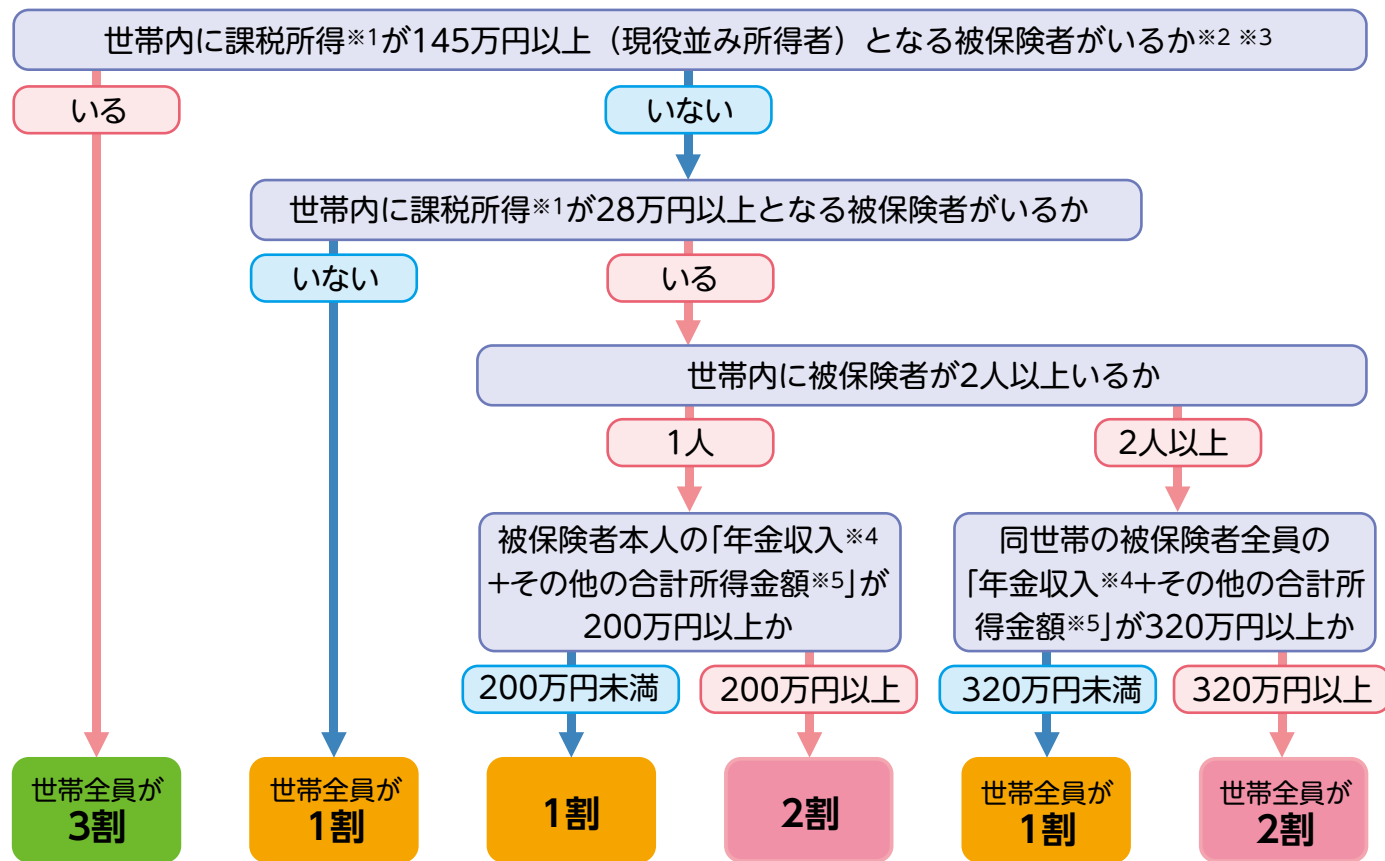 世帯内に課税所得※1が145万円以上（現役並み所得者）となる被保険者がいるか※2 ※3
いる
いない
世帯内に課税所得※1が28万円以上となる被保険者がいるか
いない
いる
世帯内に被保険者が2人以上いるか
1人
2人以上
被保険者本人の「年金収入※4
＋その他の合計所得金額※5」が
200万円以上か
同世帯の被保険者全員の
「年金収入※4＋その他の合計所
得金額※5」が320万円以上か
200万円未満
200万円以上
320万円未満
320万円以上
世帯全員が
3割
世帯全員が
1割
1割
2割
世帯全員が
1割
世帯全員が
2割